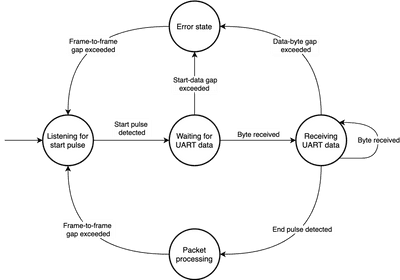 Error state
Frame-to-frame
gap exceeded
Data-byte gap
exceeded
Start-data gap
exceeded
Listening for
start pulse
Start pulse
detected
Waiting for
UART data
Byte received
Receiving
UART data
Byte received
Frame-to-frame
gap exceeded
End pulse detected
Packet
processing